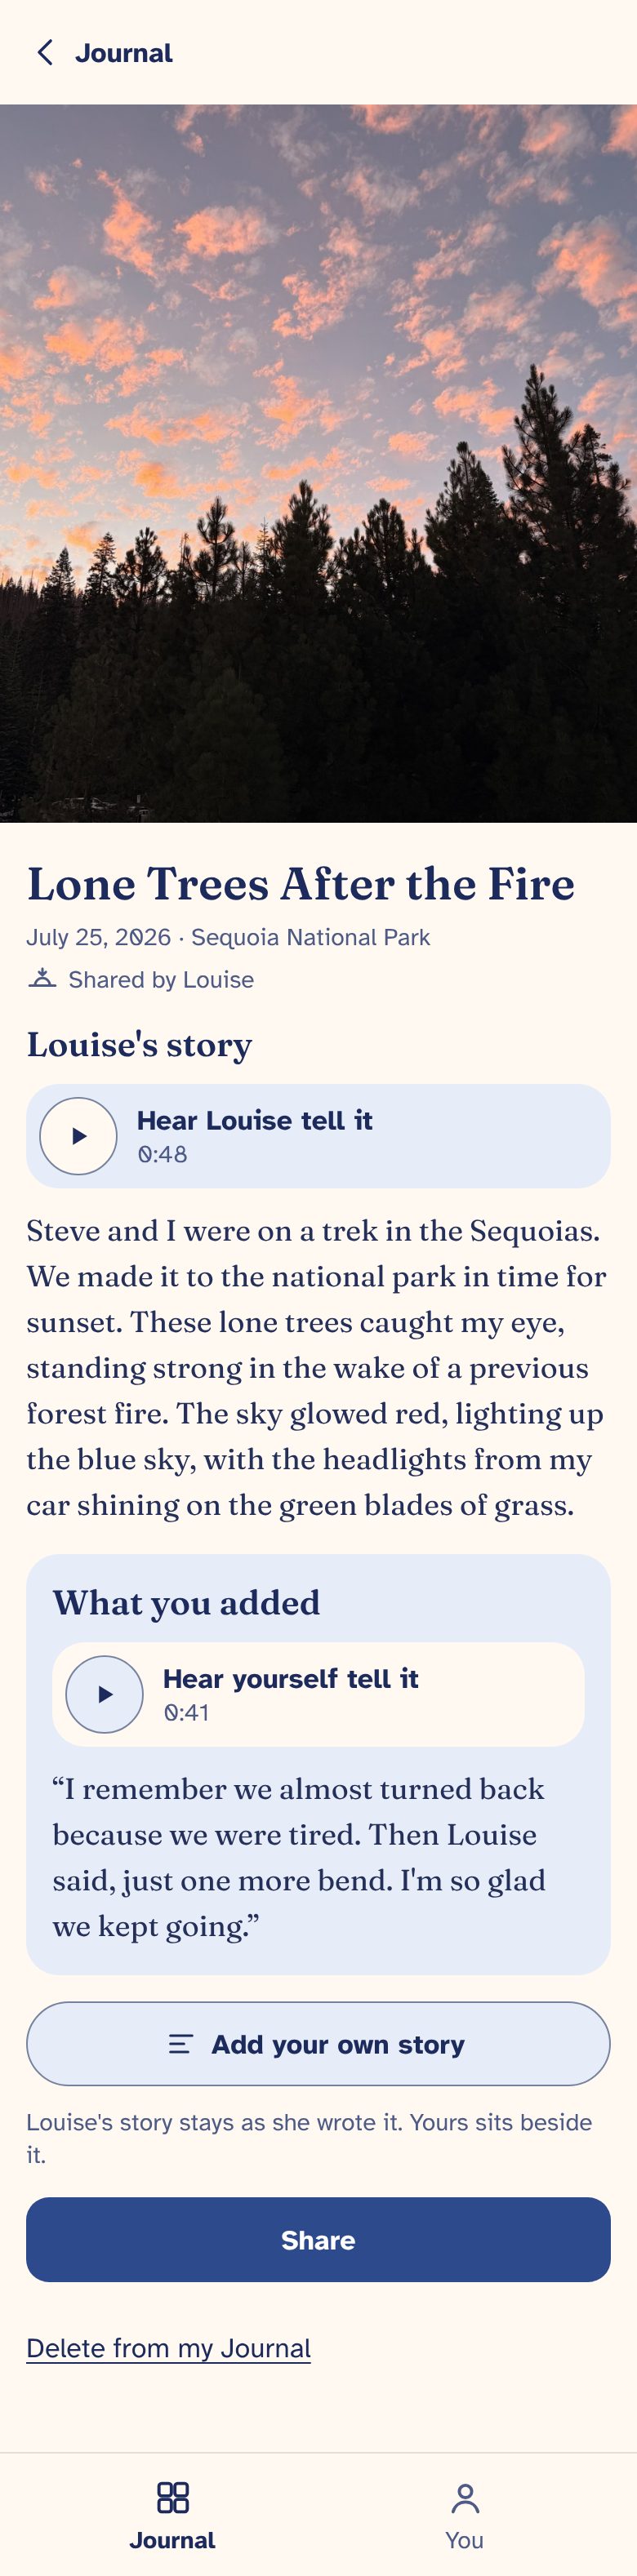 Journal
Lone Trees After the Fire
July 25, 2026 · Sequoia National Park
Shared by Louise
Louise's story
Hear Louise tell it
0:48
Steve and I were on a trek in the Sequoias.
We made it to the national park in time for
sunset. These lone trees caught my eye,
standing strong in the wake of a previous
forest fire. The sky glowed red, lighting up
the blue sky, with the headlights from my
car shining on the green blades of grass.
What you added
Hear yourself tell it
0:41
“I remember we almost turned back
because we were tired. Then Louise
said, just one more bend. I'm so glad
we kept going.”
Add your own story
Louise's story stays as she wrote it. Yours sits beside
it.
Share
Delete from my Journal
Journal
You